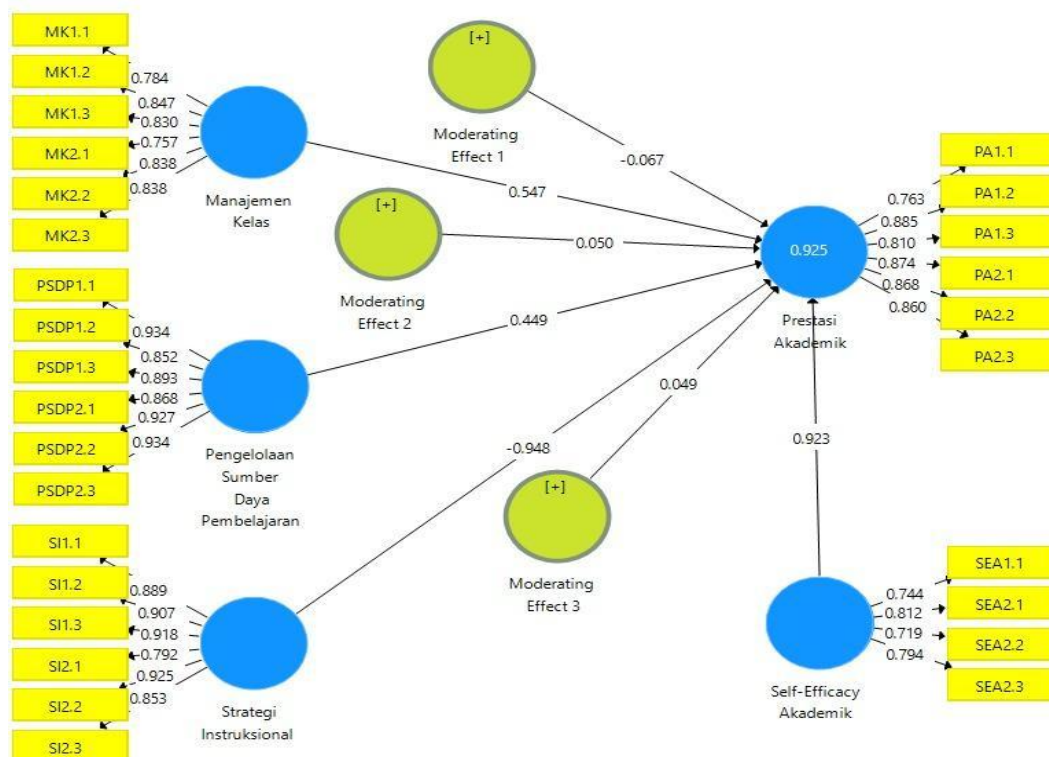 MK1.1
MK1.2
MK1.3
MK2.1
MK2.2
MK2.3
0.784
0.847
0.830
0.757
0.838
0.838
Manajemen
Kelas
PSDP1.1
PSDP1.2
PSDP1.3
PSDP2.1
PSDP2.2
PSDP2.3
0.934
0.852
0.893
0.868
0.927
0.934
Pengelolaan
Sumber
Daya
Pembelajaran
SI1.1
SI1.2
SI1.3
SI2.1
SI2.2
SI2.3
0.889
0.907
0.918
0.792
0.925
0.853
Strategi
Instruksional
[+]
Moderating
Effect 1
[+]
Moderating
Effect 2
[+]
Moderating
Effect 3
-0.067
0.547
0.050
0.449
0.049
-0.948
0.923
0.925
Prestasi
Akademik
0.763
0.885
0.810
0.874
0.868
0.860
PA1.1
PA1.2
PA1.3
PA2.1
PA2.2
PA2.3
Self-Efficacy
Akademik
0.744
0.812
0.719
0.794
SEA1.1
SEA2.1
SEA2.2
SEA2.3